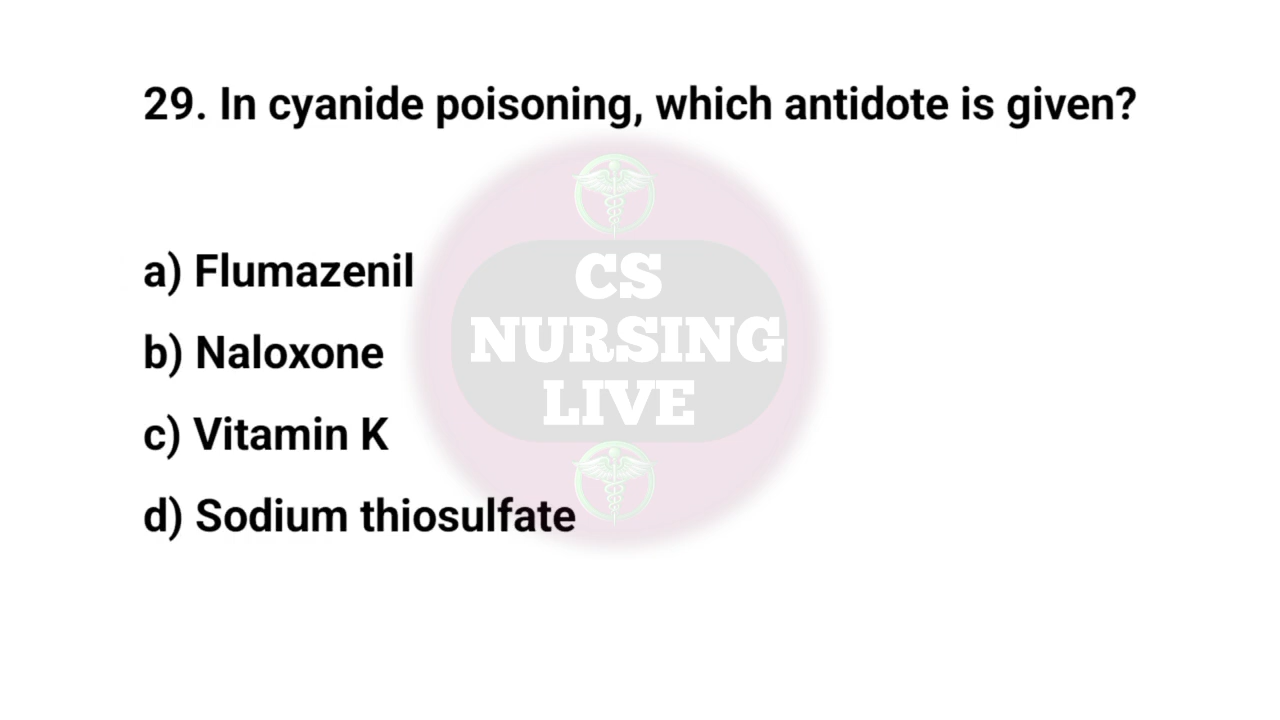 29. In cyanide poisoning, which antidote is given?
a) Flumazenil
b) Naloxone
c) Vitamin K
d) Sodium thiosulfate
CS
NURSING
LIVE